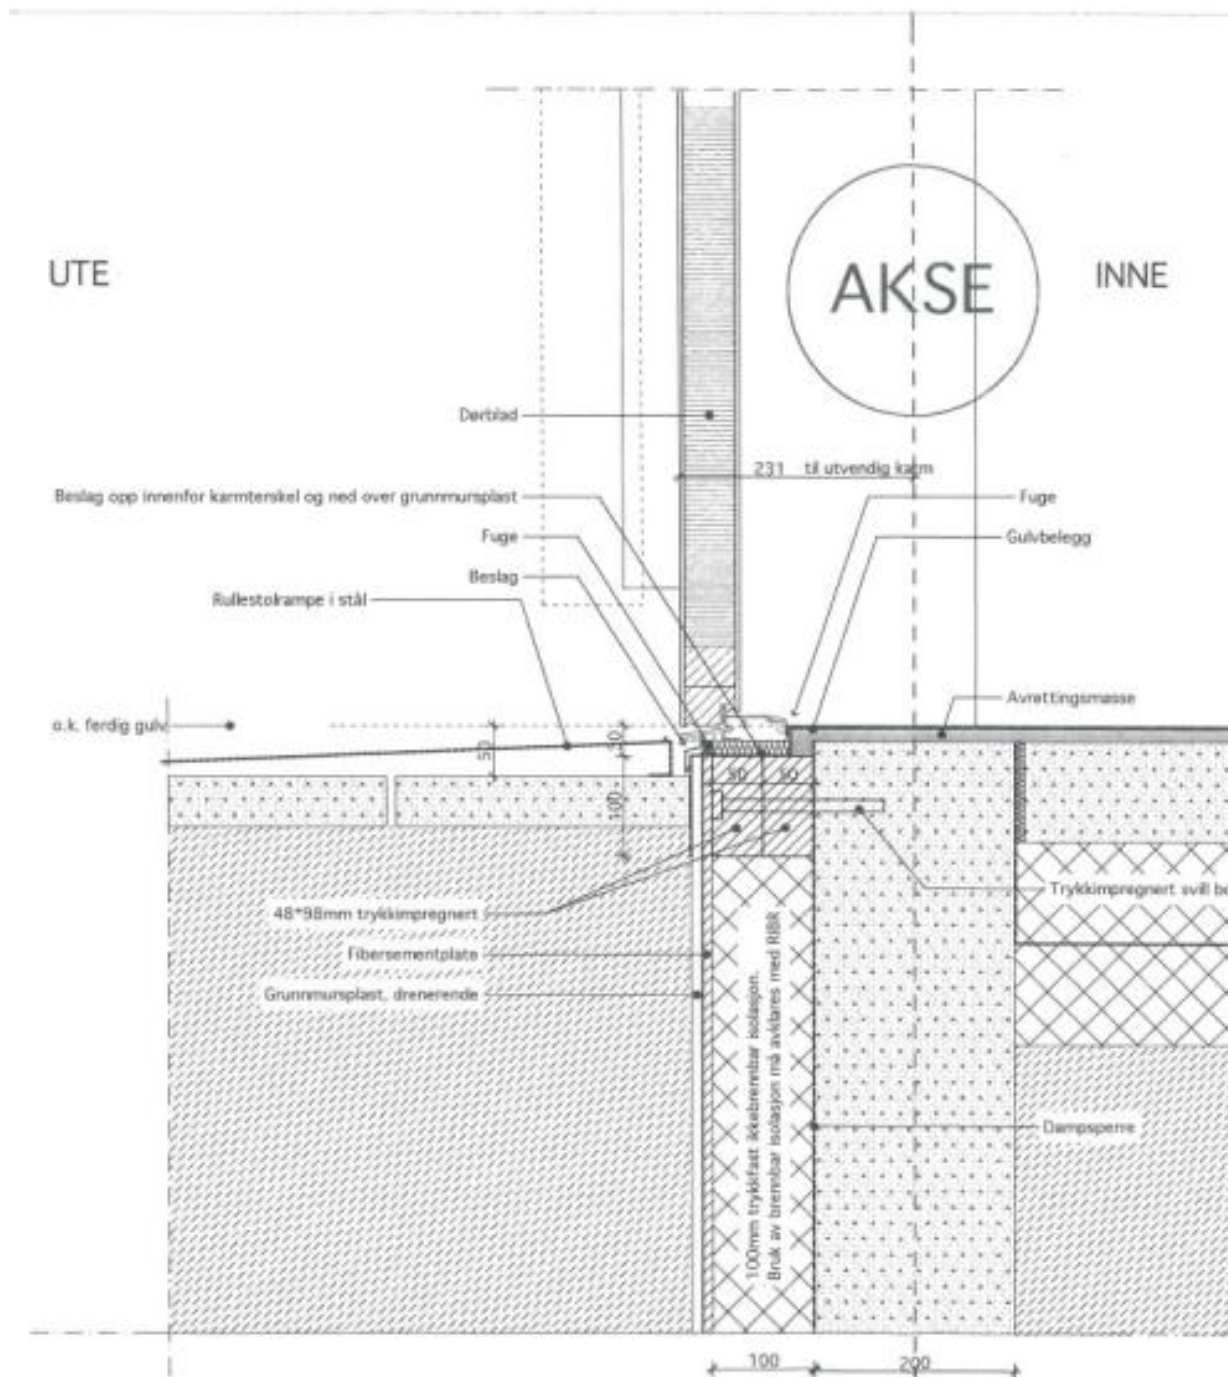 UTE
AKSE
INNE
Dørblad
231 til utvendig karm
Beslag opp innenfor karmterskel og ned over grunnmursplast
Fuge
Fuge
Gulvbelegg
Beslag
Rullestolrampe i stål
Avrettingsmasse
o.k. ferdig gulv
50
30
50
50
100
Trykkimpregnert svill
48*98mm trykkimpregnert
Fibersementplate
Grunnmursplast, drenerende
100mm trykkfast ikkebrennbar isolasjon.
Bruk av brennbar isolasjon må avklares med RIBR
Dampsperre
100
200